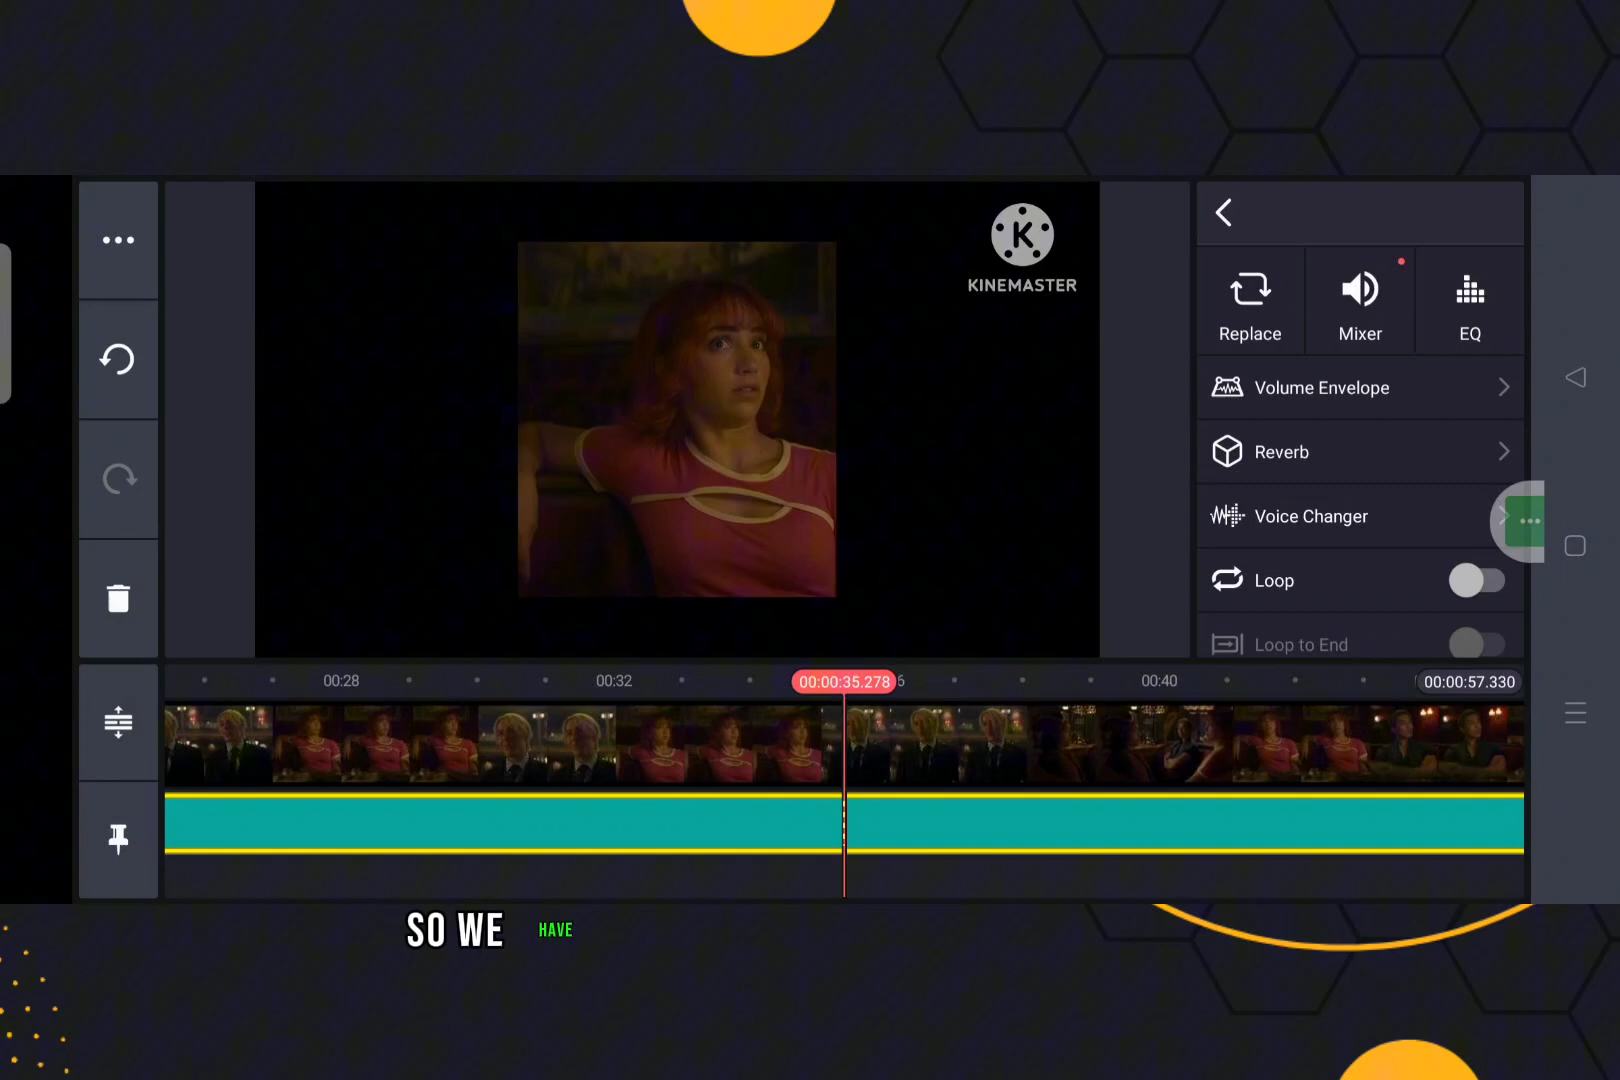 K
KINEMASTER
Replace
Mixer
EQ
Volume Envelope
Reverb
Voice Changer
Loop
Loop to End
00:28
00:32
00:00:35.278
6
00:40
00:00:57.330
SO WE HAVE